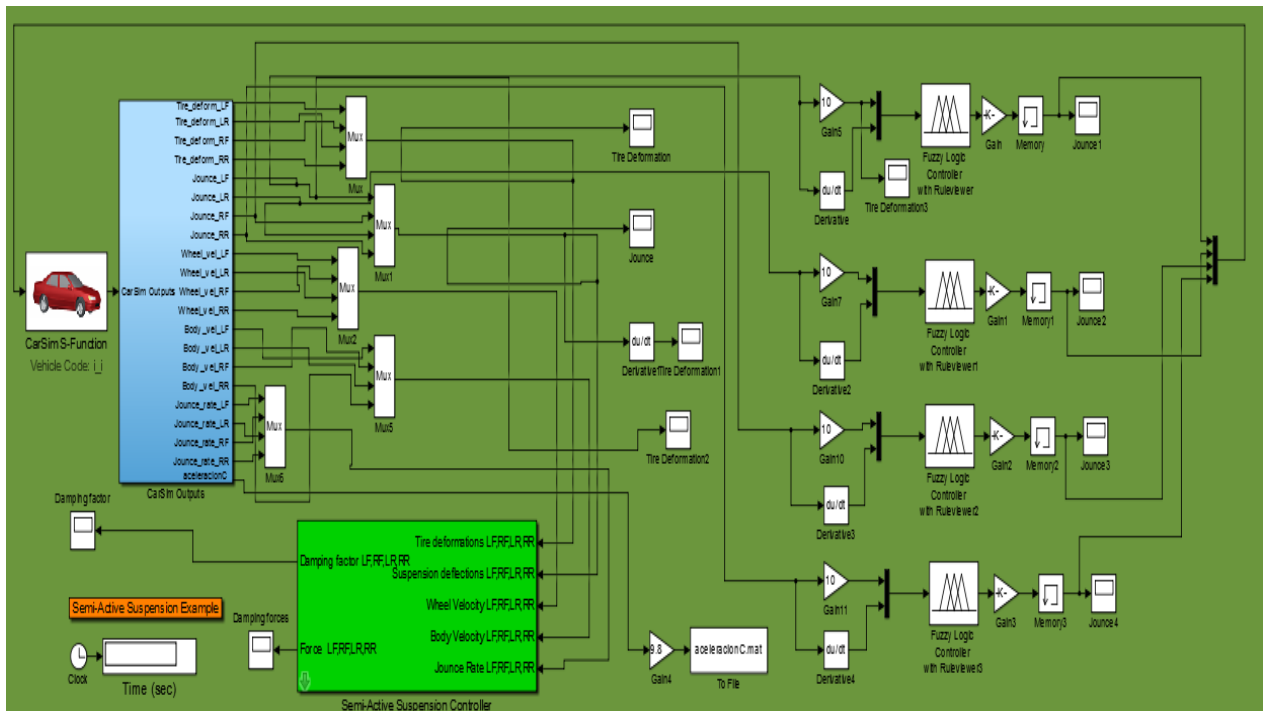 CarSim S-Function
Vehicle Code: i_i
CarSim Outputs
Tire_deform_LF
Tire_deform_LR
Tire_deform_RF
Tire_deform_RR
Jounce_LF
Jounce_LR
Jounce_RF
Jounce_RR
Wheel_vel_LF
Wheel_vel_LR
Wheel_vel_RF
Wheel_vel_RR
Body_vel_LF
Body_vel_LR
Body_vel_RF
Body_vel_RR
Jounce_rate_LF
Jounce_rate_LR
Jounce_rate_RF
Jounce_rate_RR
aceleracionO
CarSim Outputs
Mux
Mux
Mux
Mux1
Mux
Mux2
Mux
Mux5
Mux
Mux6
Tire Deformation
Jounce
du/dt
Derivative1
Tire Deformation1
Tire Deformation2
10
Gain5
du/dt
Derivative
Tire Deformation3
Fuzzy Logic
Controller
with Ruleviewer
-K-
Gain
Memory
Jounce1
10
Gain7
du/dt
Derivative2
Fuzzy Logic
Controller
with Ruleviewer1
-K-
Gain1
Memory1
Jounce2
10
Gain10
du/dt
Derivative3
Fuzzy Logic
Controller
with Ruleviewer2
-K-
Gain2
Memory2
Jounce3
10
Gain11
du/dt
Derivative4
Fuzzy Logic
Controller
with Ruleviewer3
-K-
Gain3
Memory3
Jounce4
Damping factor
Semi-Active Suspension Example
Clock
Time (sec)
Damping forces
Damping factor LF,RF,LR,RR
Force LF,RF,LR,RR
Tire deformations LF,RF,LR,RR
Suspension deflections LF,RF,LR,RR
Wheel Velocity LF,RF,LR,RR
Body Velocity LF,RF,LR,RR
Jounce Rate LF,RF,LR,RR
Semi-Active Suspension Controller
9.8
Gain4
aceleracionC.mat
To File